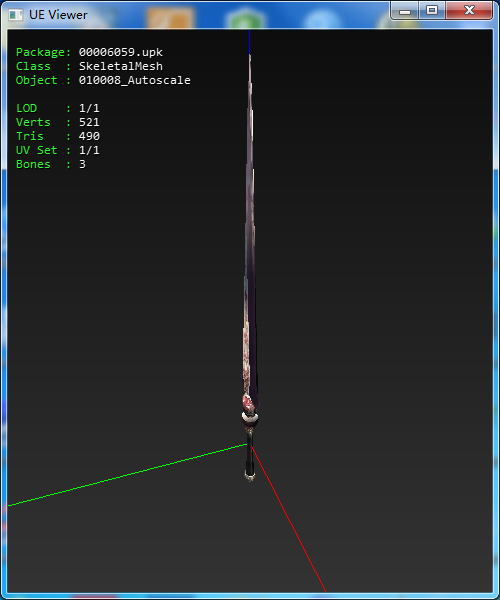 UE Viewer
Package: 00006059.upk
Class : SkeletalMesh
Object : 010008_Autoscale
LOD : 1/1
Verts : 521
Tris : 490
UV Set : 1/1
Bones : 3